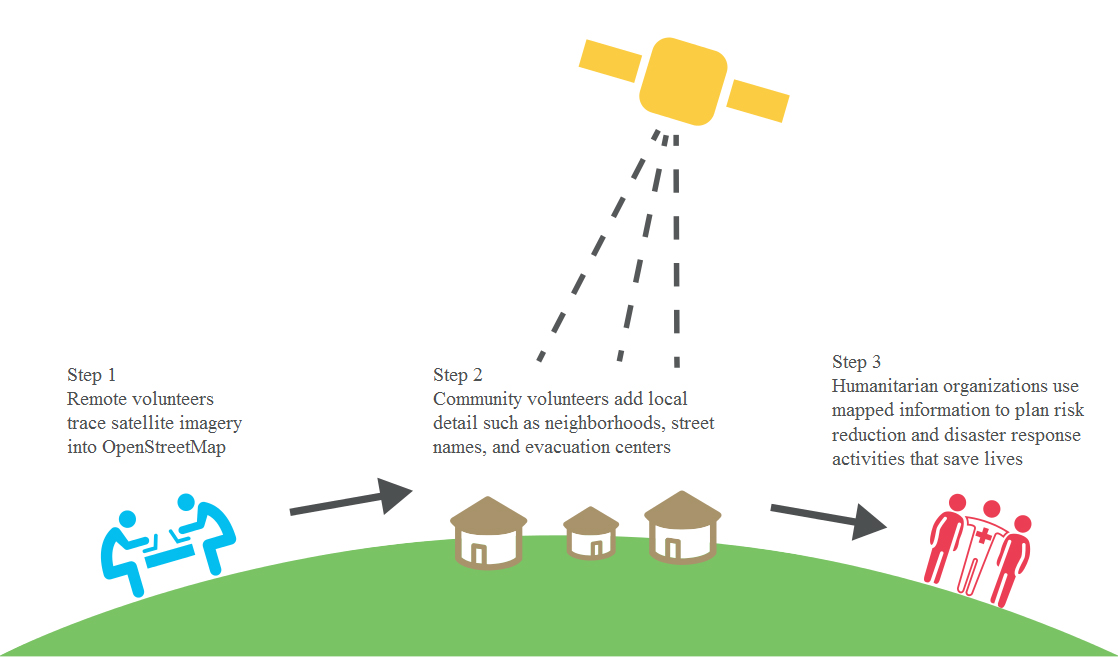 Step 1
Remote volunteers
trace satellite imagery
into OpenStreetMap
Step 2
Community volunteers add local
detail such as neighborhoods, street
names, and evacuation centers
Step 3
Humanitarian organizations use
mapped information to plan risk
reduction and disaster response
activities that save lives